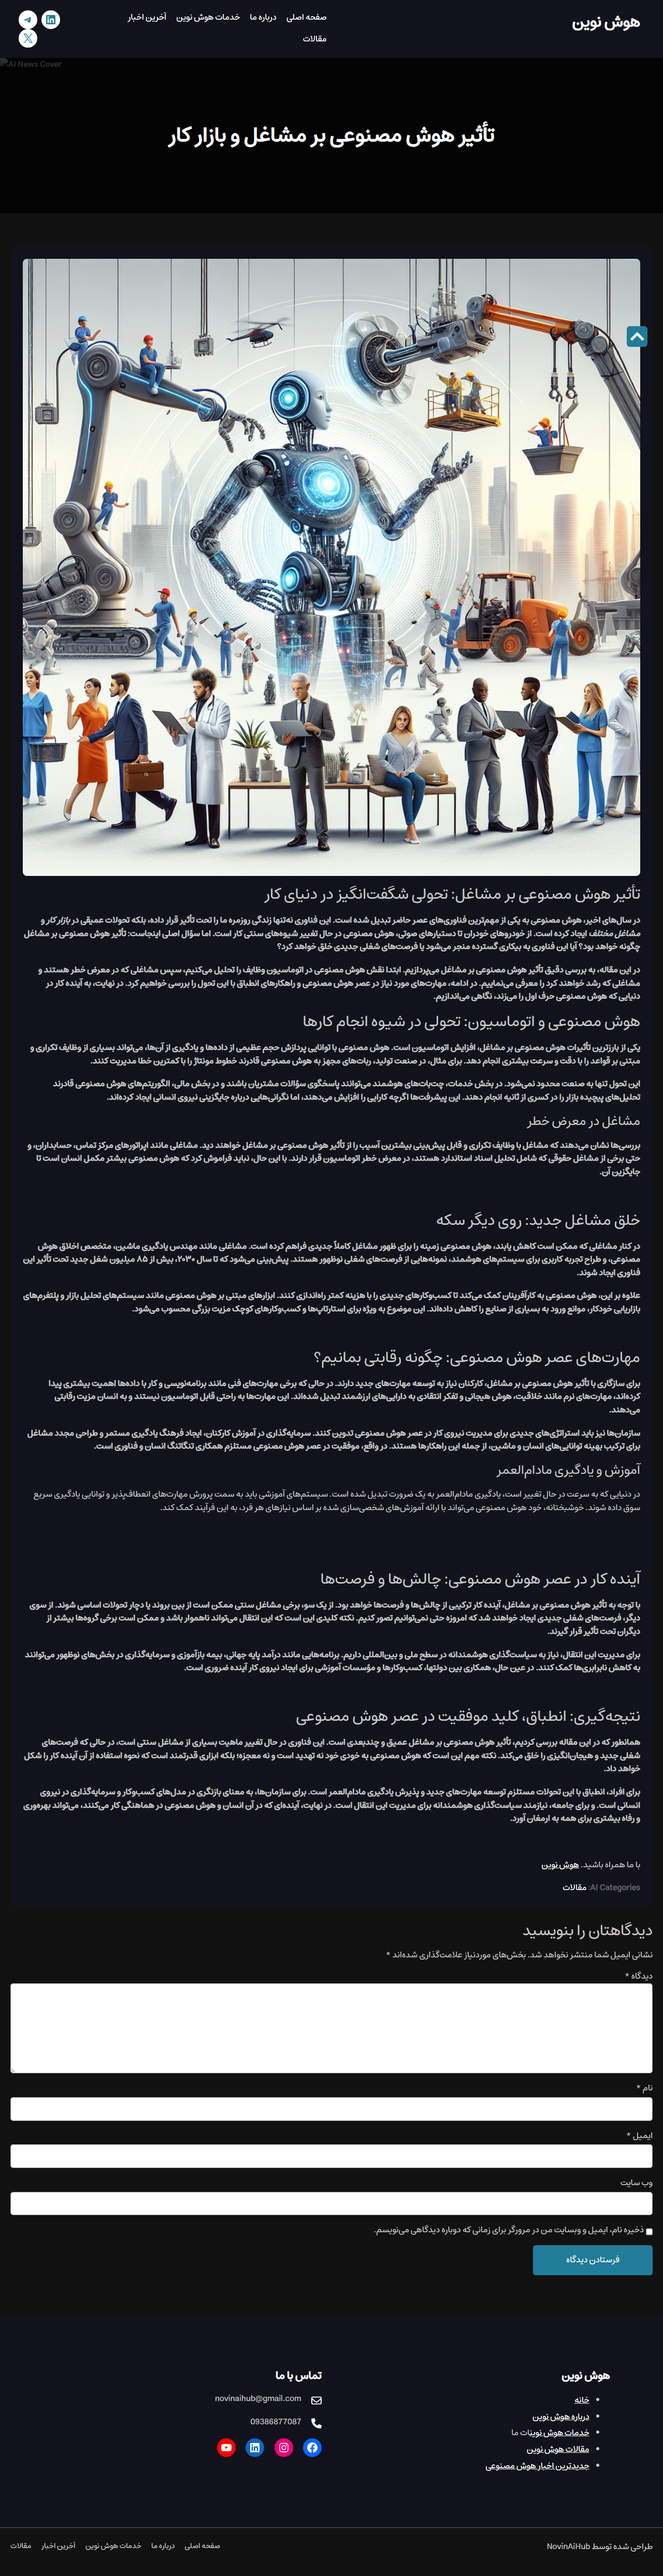 هوش نوین
صفحه اصلی
درباره ما
خدمات هوش نوین
آخرین اخبار
مقالات
AI News Cover
تأثیر هوش مصنوعی بر مشاغل و بازار کار
تأثیر هوش مصنوعی بر مشاغل: تحولی شگفت‌انگیز در دنیای کار
در سال‌های اخیر، هوش مصنوعی به یکی از مهم‌ترین فناوری‌های عصر حاضر تبدیل شده است. این فناوری نه‌تنها زندگی روزمره ما را تحت تأثیر قرار داده، بلکه تحولات عمیقی در بازار کار و
مشاغل مختلف ایجاد کرده است. از خودروهای خودران تا دستیارهای صوتی، هوش مصنوعی در حال تغییر شیوه‌های سنتی کار است. اما سؤال اصلی اینجاست: تأثیر هوش مصنوعی بر مشاغل
چگونه خواهد بود؟ آیا این فناوری به بیکاری گسترده منجر می‌شود یا فرصت‌های شغلی جدیدی خلق خواهد کرد؟
در این مقاله، به بررسی دقیق تأثیر هوش مصنوعی بر مشاغل می‌پردازیم. ابتدا نقش هوش مصنوعی در اتوماسیون وظایف را تحلیل می‌کنیم، سپس مشاغلی که در معرض خطر هستند و
مشاغلی که رشد خواهند کرد را معرفی می‌نماییم. در ادامه، مهارت‌های مورد نیاز در عصر هوش مصنوعی و راهکارهای انطباق با این تحول را بررسی خواهیم کرد. در نهایت، به آینده کار در
دنیایی که هوش مصنوعی حرف اول را می‌زند، نگاهی می‌اندازیم.
هوش مصنوعی و اتوماسیون: تحولی در شیوه انجام کارها
یکی از بارزترین تأثیرات هوش مصنوعی بر مشاغل، افزایش اتوماسیون است. هوش مصنوعی با توانایی پردازش حجم عظیمی از داده‌ها و یادگیری از آن‌ها، می‌تواند بسیاری از وظایف تکراری و
مبتنی بر قواعد را با دقت و سرعت بیشتری انجام دهد. برای مثال، در صنعت تولید، ربات‌های مجهز به هوش مصنوعی قادرند خطوط مونتاژ را با کمترین خطا مدیریت کنند.
این تحول تنها به صنعت محدود نمی‌شود. در بخش خدمات، چت‌بات‌های هوشمند می‌توانند پاسخگوی سؤالات مشتریان باشند و در بخش مالی، الگوریتم‌های هوش مصنوعی قادرند
تحلیل‌های پیچیده بازار را در کسری از ثانیه انجام دهند. این پیشرفت‌ها اگرچه کارایی را افزایش می‌دهند، اما نگرانی‌هایی درباره جایگزینی نیروی انسانی ایجاد کرده‌اند.
مشاغل در معرض خطر
بررسی‌ها نشان می‌دهند که مشاغل با وظایف تکراری و قابل پیش‌بینی بیشترین آسیب را از تأثیر هوش مصنوعی بر مشاغل خواهند دید. مشاغلی مانند اپراتورهای مرکز تماس، حسابداران، و
حتی برخی از مشاغل حقوقی که شامل تحلیل اسناد استاندارد هستند، در معرض خطر اتوماسیون قرار دارند. با این حال، نباید فراموش کرد که هوش مصنوعی بیشتر مکمل انسان است تا
جایگزین آن.
خلق مشاغل جدید: روی دیگر سکه
در کنار مشاغلی که ممکن است کاهش یابند، هوش مصنوعی زمینه را برای ظهور مشاغل کاملاً جدیدی فراهم کرده است. مشاغلی مانند مهندس یادگیری ماشین، متخصص اخلاق هوش
مصنوعی، و طراح تجربه کاربری برای سیستم‌های هوشمند، نمونه‌هایی از فرصت‌های شغلی نوظهور هستند. پیش‌بینی می‌شود که تا سال ۲۰۳۰، بیش از ۸۵ میلیون شغل جدید تحت تأثیر این
فناوری ایجاد شوند.
علاوه بر این، هوش مصنوعی به کارآفرینان کمک می‌کند تا کسب‌وکارهای جدیدی را با هزینه کمتر راه‌اندازی کنند. ابزارهای مبتنی بر هوش مصنوعی مانند سیستم‌های تحلیل بازار و پلتفرم‌های
بازاریابی خودکار، موانع ورود به بسیاری از صنایع را کاهش داده‌اند. این موضوع به ویژه برای استارتاپ‌ها و کسب‌وکارهای کوچک مزیت بزرگی محسوب می‌شود.
مهارت‌های عصر هوش مصنوعی: چگونه رقابتی بمانیم؟
برای سازگاری با تأثیر هوش مصنوعی بر مشاغل، کارکنان نیاز به توسعه مهارت‌های جدید دارند. در حالی که برخی مهارت‌های فنی مانند برنامه‌نویسی و کار با داده‌ها اهمیت بیشتری پیدا
کرده‌اند، مهارت‌های نرم مانند خلاقیت، هوش هیجانی و تفکر انتقادی به دارایی‌های ارزشمند تبدیل شده‌اند. این مهارت‌ها به راحتی قابل اتوماسیون نیستند و به انسان مزیت رقابتی
می‌دهند.
سازمان‌ها نیز باید استراتژی‌های جدیدی برای مدیریت نیروی کار در عصر هوش مصنوعی تدوین کنند. سرمایه‌گذاری در آموزش کارکنان، ایجاد فرهنگ یادگیری مستمر و طراحی مجدد مشاغل
برای ترکیب بهینه توانایی‌های انسان و ماشین، از جمله این راهکارها هستند. در واقع، موفقیت در عصر هوش مصنوعی مستلزم همکاری تنگاتنگ انسان و فناوری است.
آموزش و یادگیری مادام‌العمر
در دنیایی که به سرعت در حال تغییر است، یادگیری مادام‌العمر به یک ضرورت تبدیل شده است. سیستم‌های آموزشی باید به سمت پرورش مهارت‌های انعطاف‌پذیر و توانایی یادگیری سریع
سوق داده شوند. خوشبختانه، خود هوش مصنوعی می‌تواند با ارائه آموزش‌های شخصی‌سازی شده بر اساس نیازهای هر فرد، به این فرآیند کمک کند.
آینده کار در عصر هوش مصنوعی: چالش‌ها و فرصت‌ها
با توجه به تأثیر هوش مصنوعی بر مشاغل، آینده کار ترکیبی از چالش‌ها و فرصت‌ها خواهد بود. از یک سو، برخی مشاغل سنتی ممکن است از بین بروند یا دچار تحولات اساسی شوند. از سوی
دیگر، فرصت‌های شغلی جدیدی ایجاد خواهند شد که امروزه حتی نمی‌توانیم تصور کنیم. نکته کلیدی این است که این انتقال می‌تواند ناهموار باشد و ممکن است برخی گروه‌ها بیشتر از
دیگران تحت تأثیر قرار گیرند.
برای مدیریت این انتقال، نیاز به سیاست‌گذاری هوشمندانه در سطح ملی و بین‌المللی داریم. برنامه‌هایی مانند درآمد پایه جهانی، بیمه بازآموزی و سرمایه‌گذاری در بخش‌های نوظهور می‌توانند
به کاهش نابرابری‌ها کمک کنند. در عین حال، همکاری بین دولتها، کسب‌وکارها و مؤسسات آموزشی برای ایجاد نیروی کار آینده ضروری است.
نتیجه‌گیری: انطباق، کلید موفقیت در عصر هوش مصنوعی
همانطور که در این مقاله بررسی کردیم، تأثیر هوش مصنوعی بر مشاغل عمیق و چندبعدی است. این فناوری در حال تغییر ماهیت بسیاری از مشاغل سنتی است، در حالی که فرصت‌های
شغلی جدید و هیجان‌انگیزی را خلق می‌کند. نکته مهم این است که هوش مصنوعی به خودی خود نه تهدید است و نه معجزه؛ بلکه ابزاری قدرتمند است که نحوه استفاده از آن آینده کار را شکل
خواهد داد.
برای افراد، انطباق با این تحولات مستلزم توسعه مهارت‌های جدید و پذیرش یادگیری مادام‌العمر است. برای سازمان‌ها، به معنای بازنگری در مدل‌های کسب‌وکار و سرمایه‌گذاری در نیروی
انسانی است. و برای جامعه، نیازمند سیاست‌گذاری هوشمندانه برای مدیریت این انتقال است. در نهایت، آینده‌ای که در آن انسان و هوش مصنوعی در هماهنگی کار می‌کنند، می‌تواند بهره‌وری
و رفاه بیشتری برای همه به ارمغان آورد.
با ما همراه باشید. هوش نوین
AI Categories: مقالات
دیدگاهتان را بنویسید
نشانی ایمیل شما منتشر نخواهد شد. بخش‌های موردنیاز علامت‌گذاری شده‌اند *
دیدگاه *
نام *
ایمیل *
وب‌ سایت
ذخیره نام، ایمیل و وبسایت من در مرورگر برای زمانی که دوباره دیدگاهی می‌نویسم.
فرستادن دیدگاه
هوش نوین
خانه
درباره هوش نوین
خدمات هوش نوینات ما
مقالات هوش نوین
جدیدترین اخبار هوش مصنوعی
تماس با ما
novinaihub@gmail.com
09386877087
طراحی شده توسط NovinAiHub
صفحه اصلی
درباره ما
خدمات هوش نوین
آخرین اخبار
مقالات